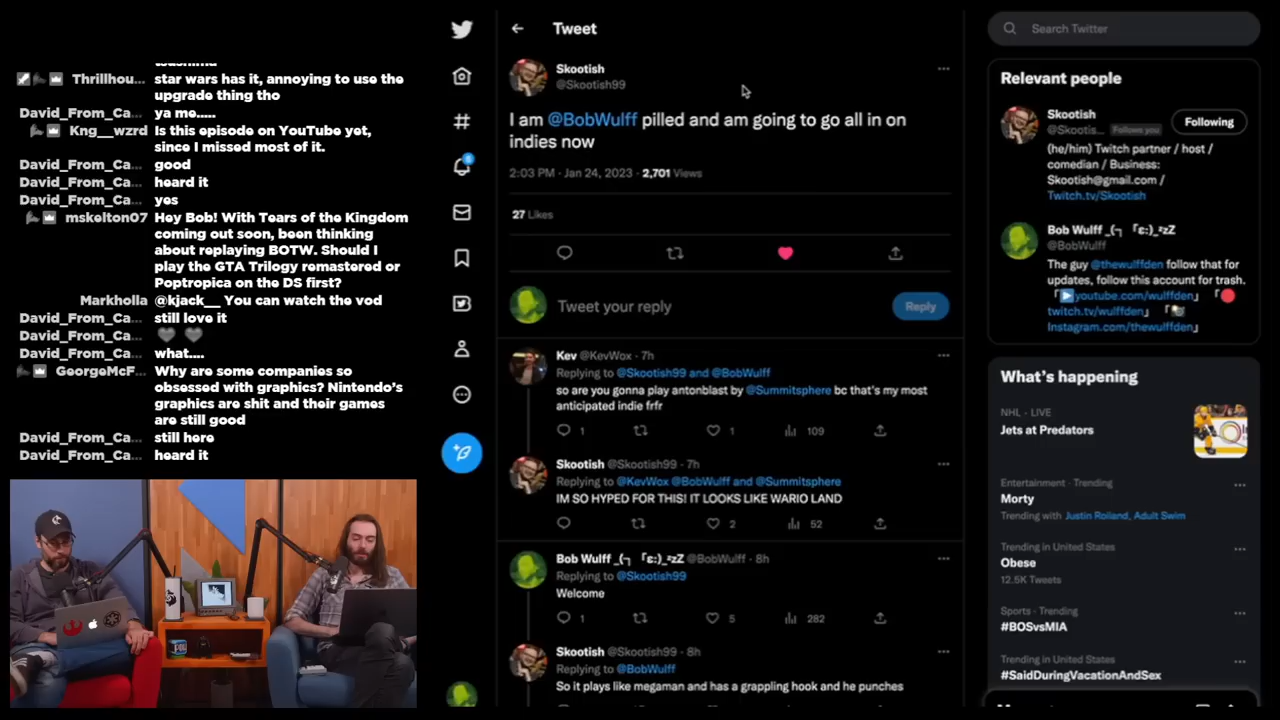 Thrillhou... star wars has it, annoying to use the
upgrade thing tho
David_From_Ca... ya me.....
Kng__wzrd Is this episode on YouTube yet,
since I missed most of it.
David_From_Ca... good
David_From_Ca... heard it
David_From_Ca... yes
mskelton07 Hey Bob! With Tears of the Kingdom
coming out soon, been thinking
about replaying BOTW. Should I
play the GTA Trilogy remastered or
Poptropica on the DS first?
Markholla @kjack__ You can watch the vod
David_From_Ca... still love it
David_From_Ca...
David_From_Ca... what....
GeorgeMcF... Why are some companies so
obsessed with graphics? Nintendo's
graphics are shit and their games
are still good
David_From_Ca... still here
David_From_Ca... heard it
Tweet
Skootish
@Skootish99
I am @BobWulff pilled and am going to go all in on
indies now
2:03 PM · Jan 24, 2023 · 2,701 Views
27 Likes
Tweet your reply
Reply
Kev @KevWox · 7h
Replying to @Skootish99 and @BobWulff
so are you gonna play antonblast by @Summitsphere bc that's my most
anticipated indie frfr
1 1 109
Skootish @Skootish99 · 7h
Replying to @KevWox @BobWulff and @Summitsphere
IM SO HYPED FOR THIS! IT LOOKS LIKE WARIO LAND
2 52
Bob Wulff _(┐「ε:)_ᶻzZ @BobWulff · 8h
Replying to @Skootish99
Welcome
1 5 282
Skootish @Skootish99 · 8h
Replying to @BobWulff
So it plays like megaman and has a grappling hook and he punches
Search Twitter
Relevant people
Skootish
@Skootis... Follows you
Following
(he/him) Twitch partner / host /
comedian / Business:
Skootish@gmail.com /
Twitch.tv/Skootish
Bob Wulff _(┐「ε:)_ᶻzZ
@BobWulff
The guy @thewulffden follow that for
updates, follow this account for trash.
「▶youtube.com/wulffden」「🔴
twitch.tv/wulffden」「📷
Instagram.com/thewulffden」
What's happening
NHL · LIVE
Jets at Predators
Entertainment · Trending
Morty
Trending with Justin Roiland, Adult Swim
Trending in United States
Obese
12.5K Tweets
Sports · Trending
#BOSvsMIA
Trending in United States
#SaidDuringVacationAndSex